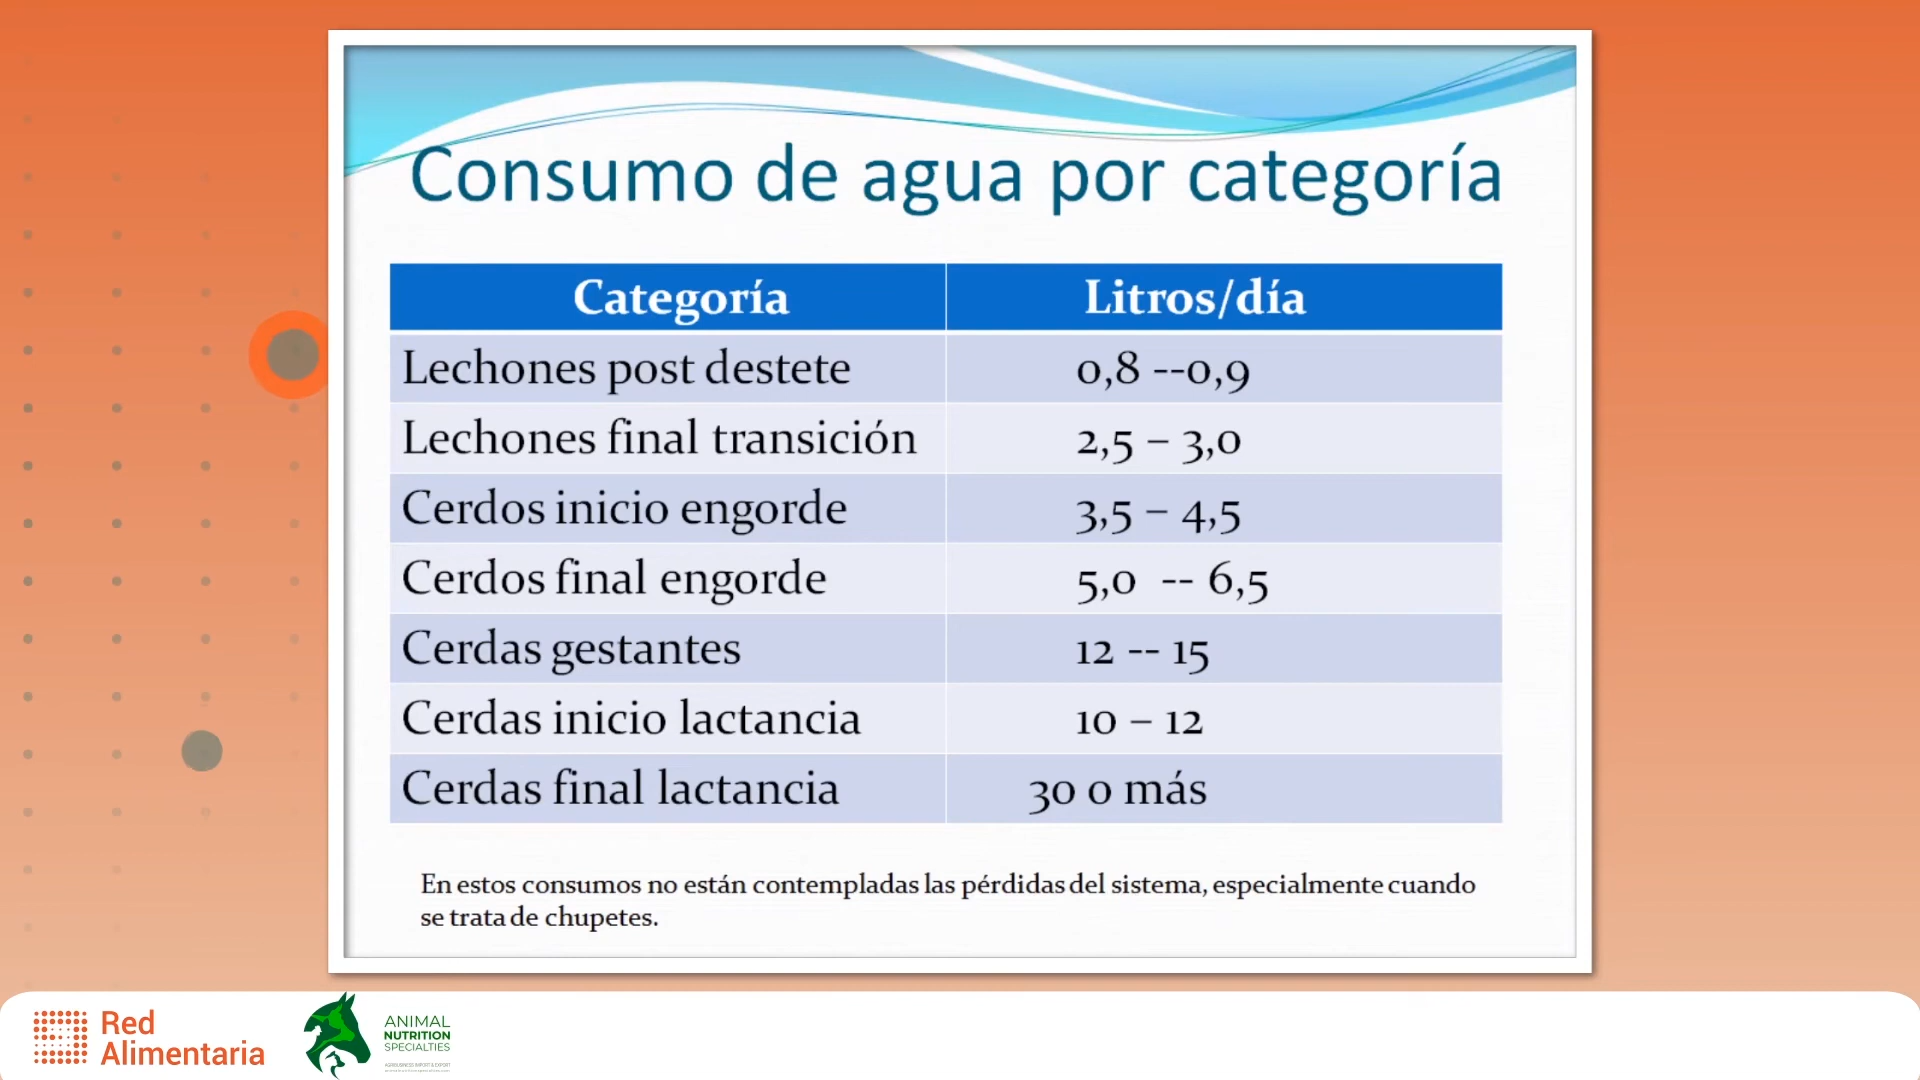 Consumo de agua por categoría
Categoría Litros/día
Lechones post destete 0,8 --0,9
Lechones final transición 2,5 – 3,0
Cerdos inicio engorde 3,5 – 4,5
Cerdos final engorde 5,0 -- 6,5
Cerdas gestantes 12 -- 15
Cerdas inicio lactancia 10 – 12
Cerdas final lactancia 30 o más
En estos consumos no están contempladas las pérdidas del sistema, especialmente cuando
se trata de chupetes.
Red
Alimentaria
ANIMAL
NUTRITION
SPECIALTIES